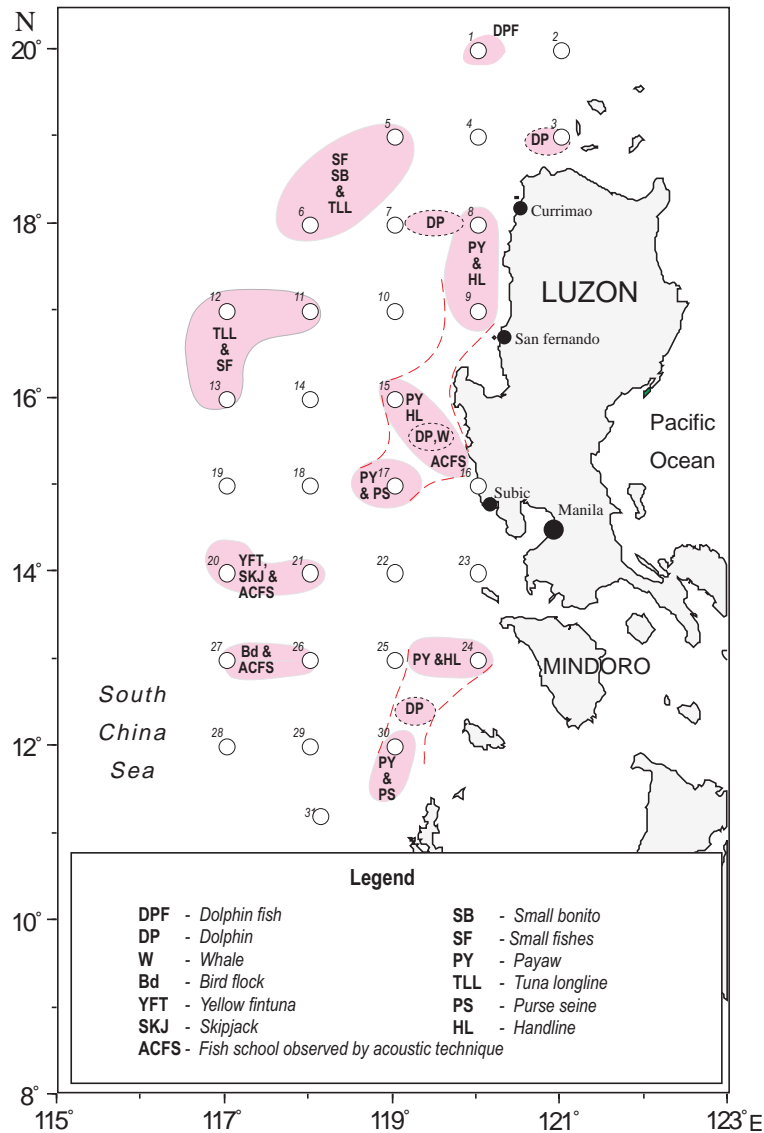 N
20°
18°
16°
14°
12°
10°
8°
1 DPF 2
5 4 3
DP
SF
SB
&
TLL
6 7 DP 8
Currimao
PY
&
HL
LUZON
12 11 10 9
San fernando
TLL
&
SF
13 14 15
PY
HL
DP,W
ACFS
Pacific
Ocean
19 18 17 16
PY
& PS
Subic
Manila
20 21 22 23
YFT,
SKJ &
ACFS
27 26 25 24
Bd &
ACFS
PY &HL
MINDORO
South
China
Sea
DP
28 29 30
PY
&
PS
31
Legend
DPF - Dolphin fish
DP - Dolphin
W - Whale
Bd - Bird flock
YFT - Yellow fintuna
SKJ - Skipjack
ACFS - Fish school observed by acoustic technique
SB - Small bonito
SF - Small fishes
PY - Payaw
TLL - Tuna longline
PS - Purse seine
HL - Handline
115° 117° 119° 121° 123° E